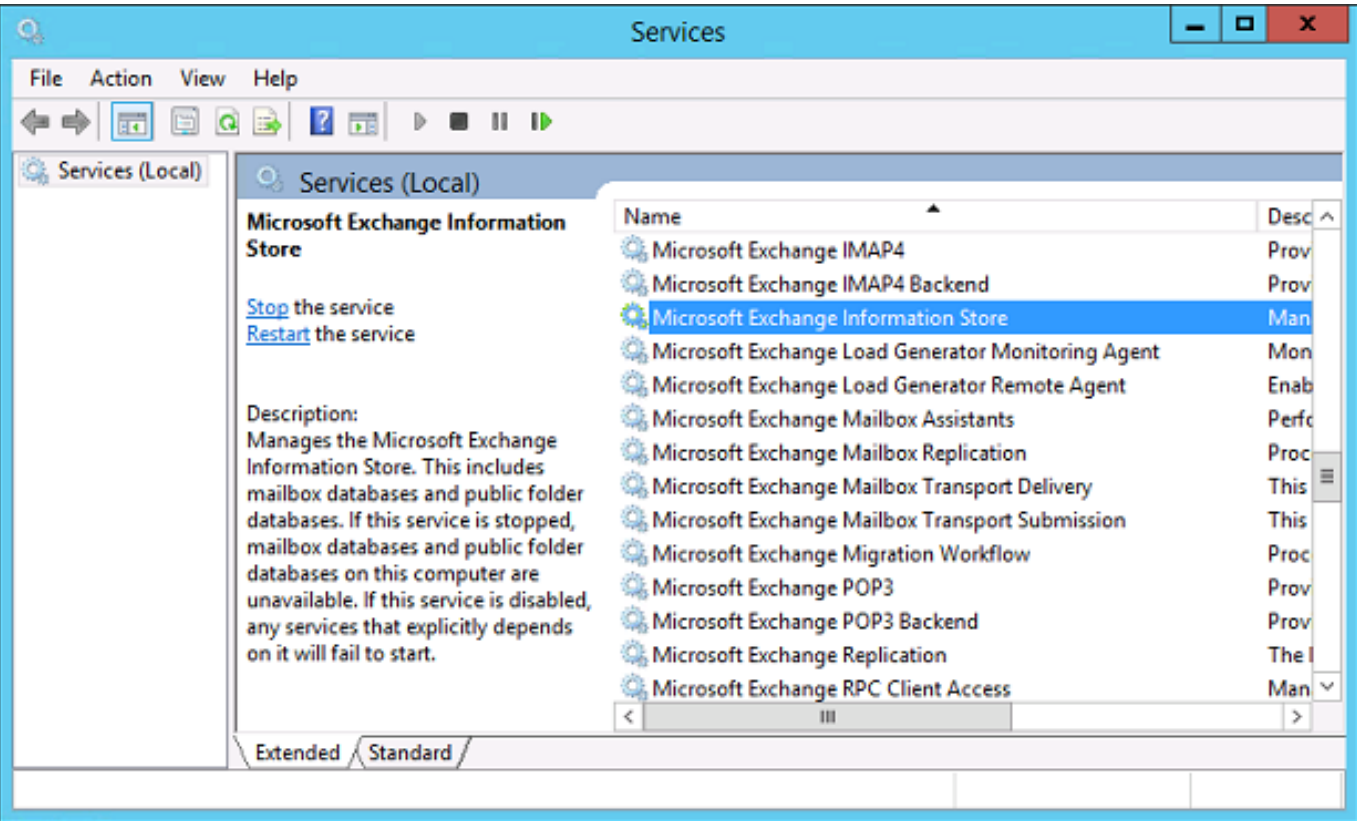 Services
File Action View Help
Services (Local)
Services (Local)
Microsoft Exchange Information
Store
Stop the service
Restart the service
Description:
Manages the Microsoft Exchange
Information Store. This includes
mailbox databases and public folder
databases. If this service is stopped,
mailbox databases and public folder
databases on this computer are
unavailable. If this service is disabled,
any services that explicitly depends
on it will fail to start.
Name Desc
Microsoft Exchange IMAP4 Prov
Microsoft Exchange IMAP4 Backend Prov
Microsoft Exchange Information Store Man
Microsoft Exchange Load Generator Monitoring Agent Mon
Microsoft Exchange Load Generator Remote Agent Enab
Microsoft Exchange Mailbox Assistants Perfo
Microsoft Exchange Mailbox Replication Proc
Microsoft Exchange Mailbox Transport Delivery This
Microsoft Exchange Mailbox Transport Submission This
Microsoft Exchange Migration Workflow Proc
Microsoft Exchange POP3 Prov
Microsoft Exchange POP3 Backend Prov
Microsoft Exchange Replication The
Microsoft Exchange RPC Client Access Man
Extended Standard